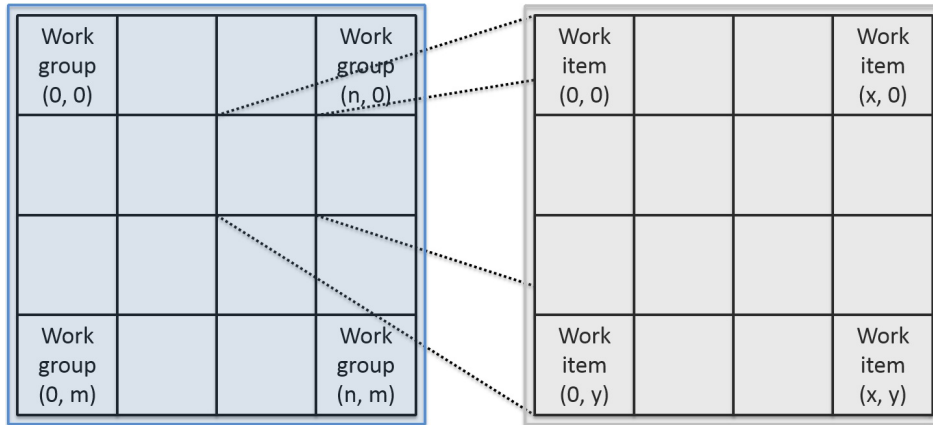 Work
group
(0, 0)
Work
group
(n, 0)
Work
group
(0, m)
Work
group
(n, m)
Work
item
(0, 0)
Work
item
(x, 0)
Work
item
(0, y)
Work
item
(x, y)